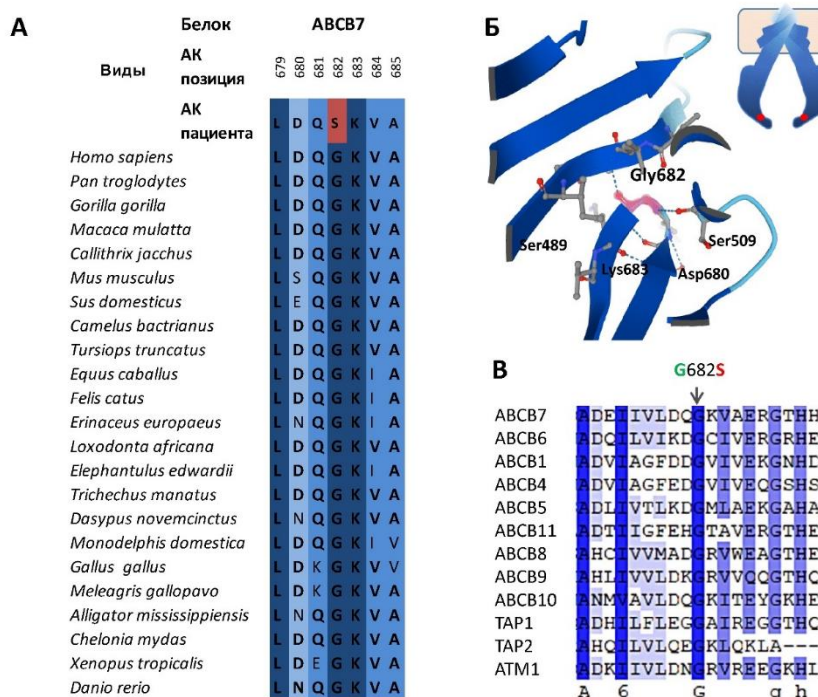 А
Белок ABCB7
Виды
АК позиция 679 680 681 682 683 684 685
АК пациента L D Q S K V A
Homo sapiens L D Q G K V A
Pan troglodytes L D Q G K V A
Gorilla gorilla L D Q G K V A
Macaca mulatta L D Q G K V A
Callithrix jacchus L D Q G K V A
Mus musculus L S Q G K V A
Sus domesticus L E Q G K V A
Camelus bactrianus L D Q G K V A
Tursiops truncatus L D Q G K V A
Equus caballus L D Q G K I A
Felis catus L D Q G K I A
Erinaceus europaeus L N Q G K I A
Loxodonta africana L D Q G K V A
Elephantulus edwardii L D Q G K I A
Trichechus manatus L D Q G K V A
Dasypus novemcinctus L N Q G K V A
Monodelphis domestica L D Q G K I V
Gallus gallus L D K G K V V
Meleagris gallopavo L D K G K V A
Alligator mississippiensis L N Q G K V A
Chelonia mydas L D Q G K V A
Xenopus tropicalis L D E G K V A
Danio rerio L N Q G K V A
Б
Gly682
Ser489
Ser509
Lys683
Asp680
В
G682S
ABCB7 ADEIIVLDQGKVAERGTHH
ABCB6 ADQILVIKDGCIVERGRHE
ABCB1 ADVIAGFDDGVIVEKGNHD
ABCB4 ADVIAGFEDGVIVEQGSHS
ABCB5 ADLIVTLKDGMLAEKGAHA
ABCB11 ADTIIGFEHGTAVERGTHE
ABCB8 AHCIVVMADGRVWEAGTHE
ABCB9 AHLIVVLDKGRVVQQGTHQ
ABCB10 ANMVAVLDQGKITEYGKHE
TAP1 ADHILFLEGGAIREGGTHQ
TAP2 AHQILVLQEGKLQKLA---
ATM1 ADKIIVLDNGRVREEGKHL
A 6 G g h